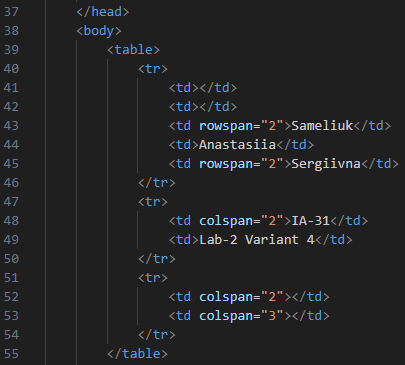 37 </head>
38 <body>
39 <table>
40 <tr>
41 <td></td>
42 <td></td>
43 <td rowspan="2">Sameliuk</td>
44 <td>Anastasiia</td>
45 <td rowspan="2">Sergiivna</td>
46 </tr>
47 <tr>
48 <td colspan="2">IA-31</td>
49 <td>Lab-2 Variant 4</td>
50 </tr>
51 <tr>
52 <td colspan="2"></td>
53 <td colspan="3"></td>
54 </tr>
55 </table>